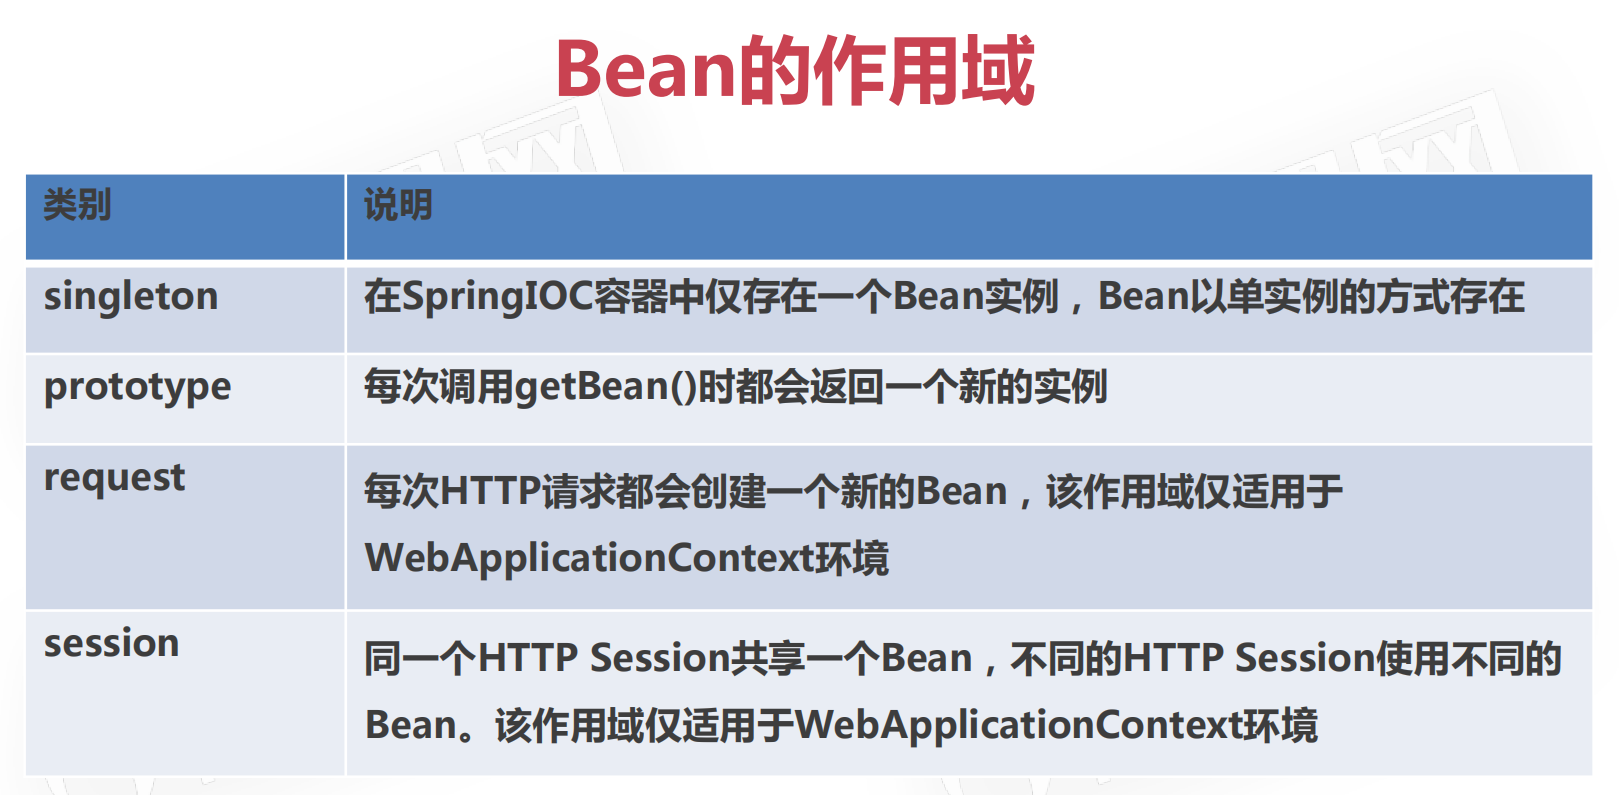 Bean的作用域
类别
说明
singleton
在SpringIOC容器中仅存在一个Bean实例，Bean以单实例的方式存在
prototype
每次调用getBean()时都会返回一个新的实例
request
每次HTTP请求都会创建一个新的Bean，该作用域仅适用于
WebApplicationContext环境
session
同一个HTTP Session共享一个Bean，不同的HTTP Session使用不同的
Bean。该作用域仅适用于WebApplicationContext环境